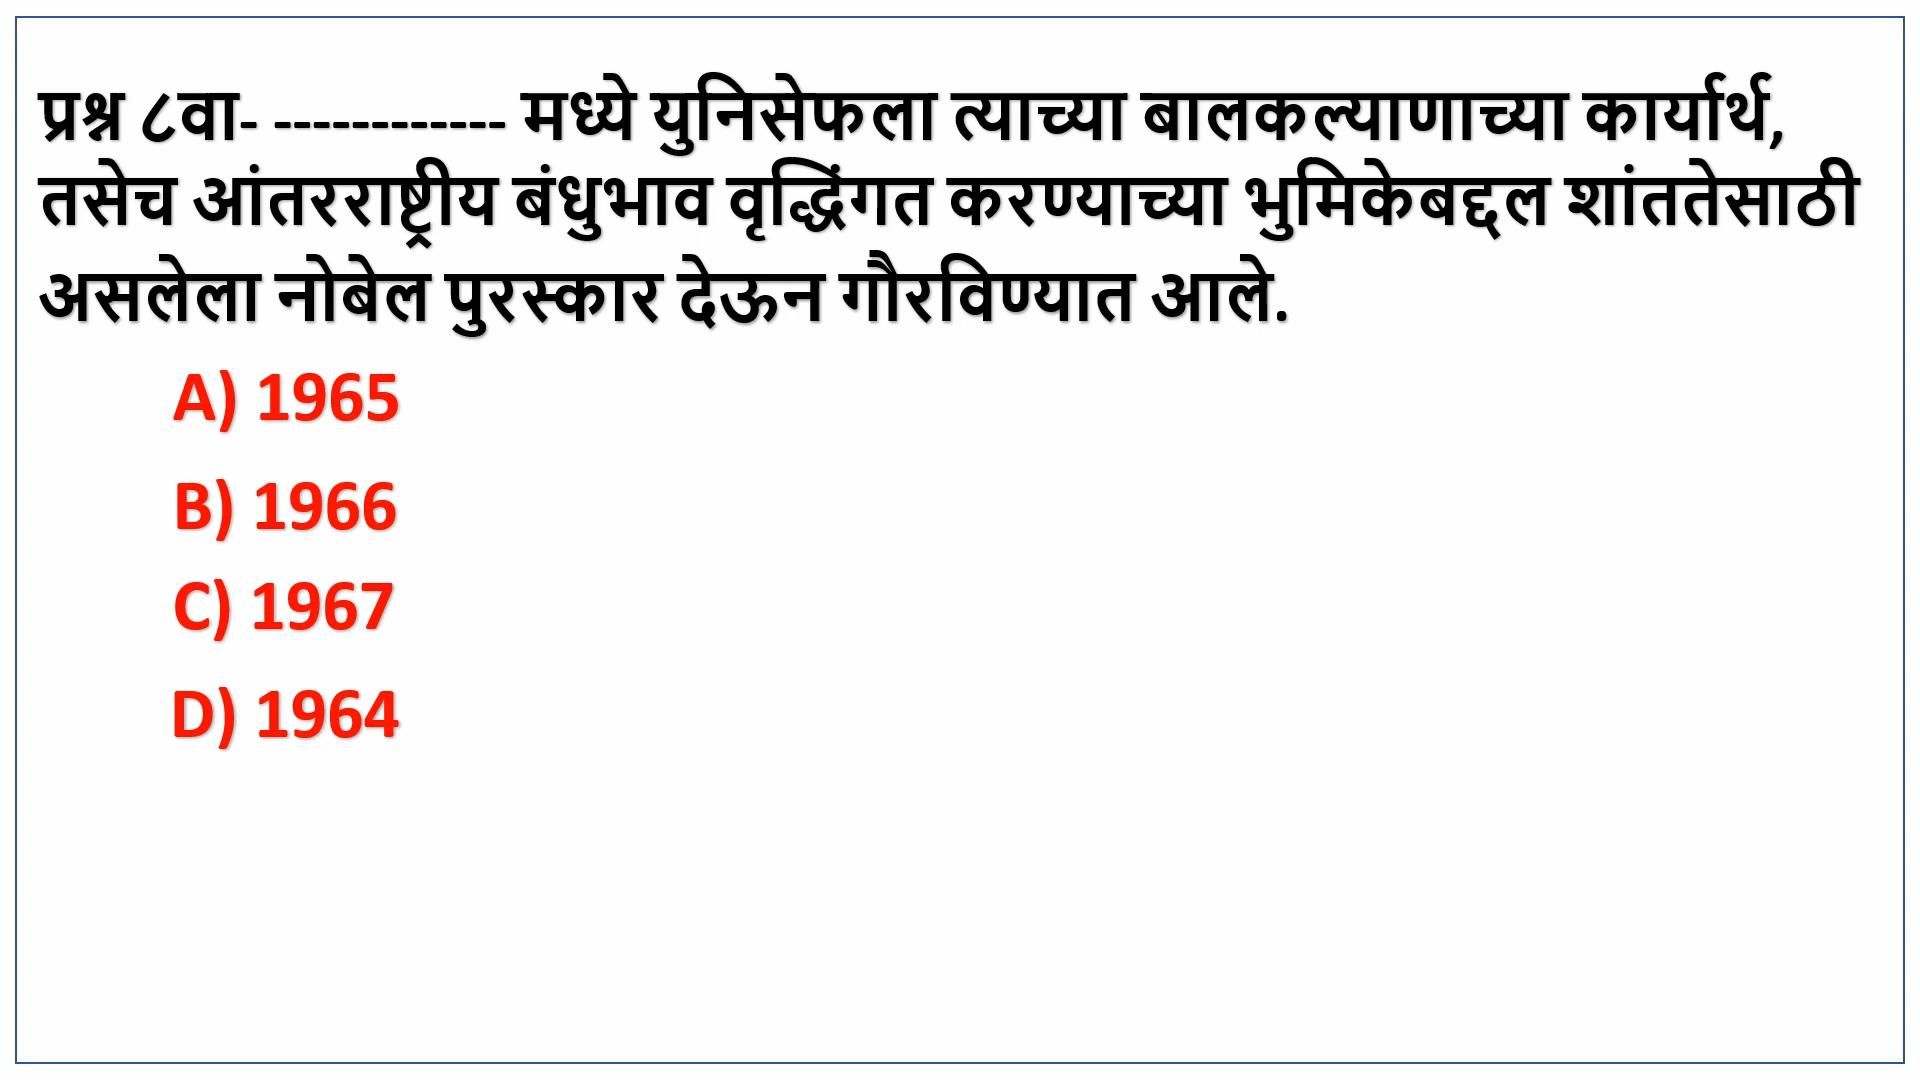 प्रश्न ८वा- ------------ मध्ये युनिसेफला त्याच्या बालकल्याणाच्या कार्यार्थ,
तसेच आंतरराष्ट्रीय बंधुभाव वृद्धिंगत करण्याच्या भुमिकेबद्दल शांततेसाठी
असलेला नोबेल पुरस्कार देऊन गौरविण्यात आले.
A) 1965
B) 1966
C) 1967
D) 1964